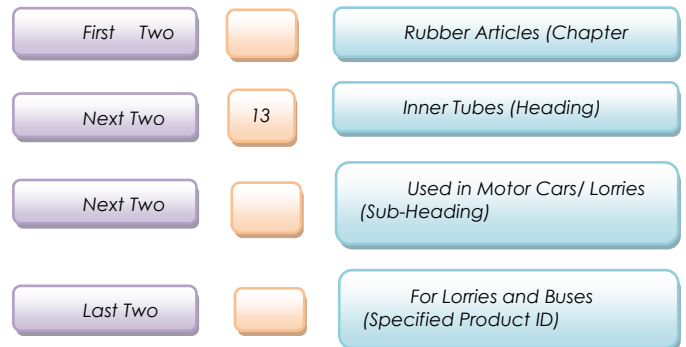 First Two
Rubber Articles (Chapter
Next Two
13
Inner Tubes (Heading)
Next Two
Used in Motor Cars/ Lorries
(Sub-Heading)
Last Two
For Lorries and Buses
(Specified Product ID)